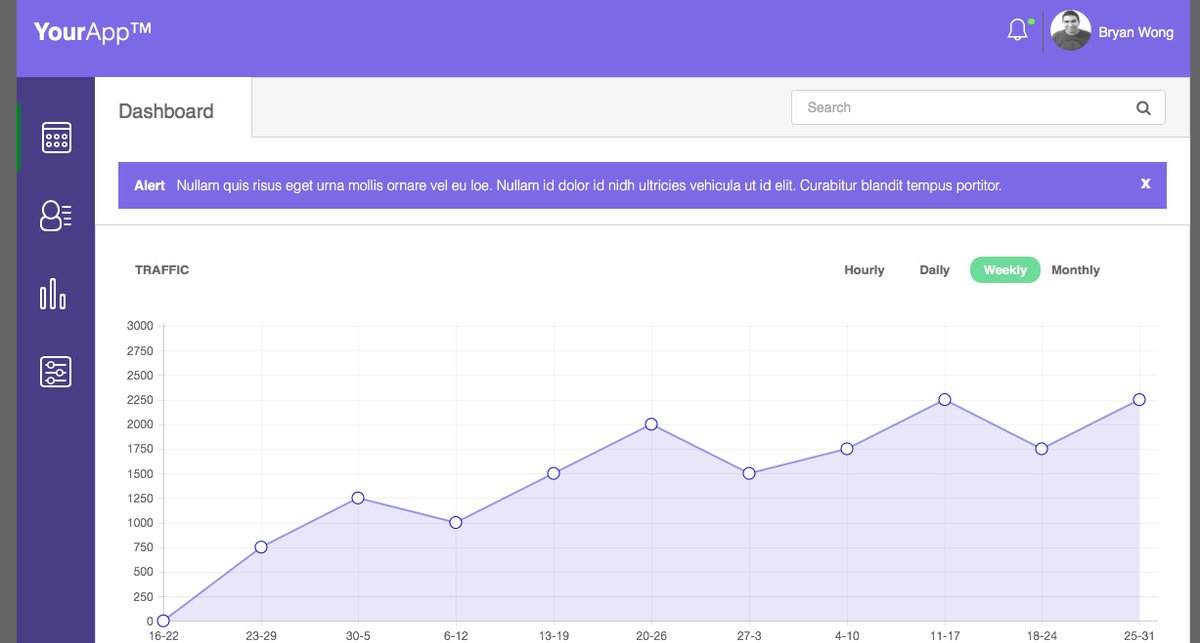 YourApp™
Bryan Wong
Dashboard
Search
Alert Nullam quis risus eget urna mollis ornare vel eu loe. Nullam id dolor id nidh ultricies vehicula ut id elit. Curabitur blandit tempus portitor. x
TRAFFIC
Hourly Daily Weekly Monthly
3000
2750
2500
2250
2000
1750
1500
1250
1000
750
500
250
0
16-22 23-29 30-5 6-12 13-19 20-26 27-3 4-10 11-17 18-24 25-31